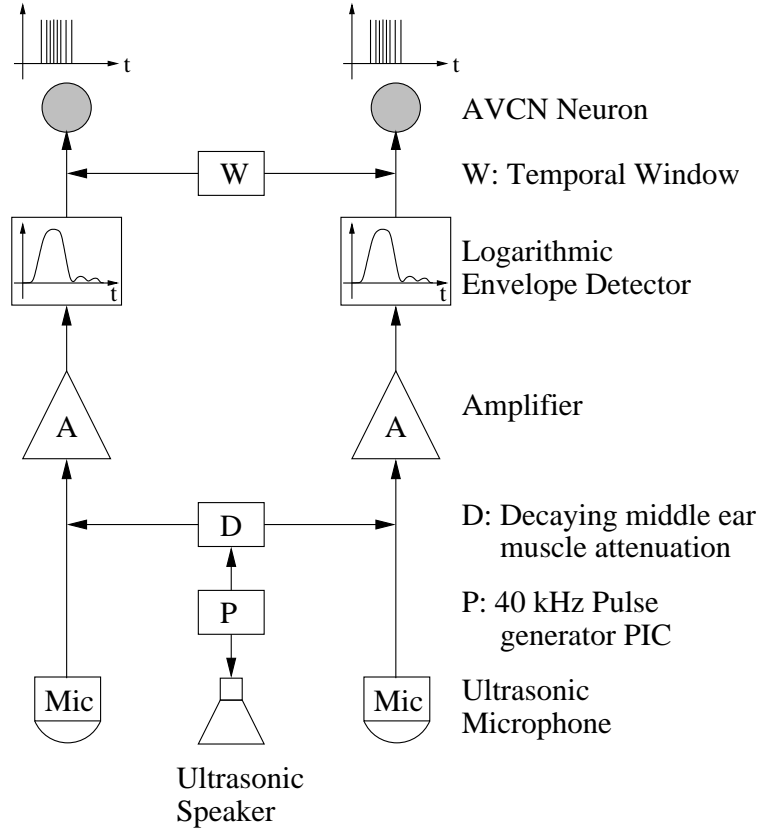 t
t
AVCN Neuron
W
W: Temporal Window
t
t
Logarithmic
Envelope Detector
A
A
Amplifier
D
D: Decaying middle ear
muscle attenuation
P
P: 40 kHz Pulse
generator PIC
Mic
Mic
Ultrasonic
Microphone
Ultrasonic
Speaker